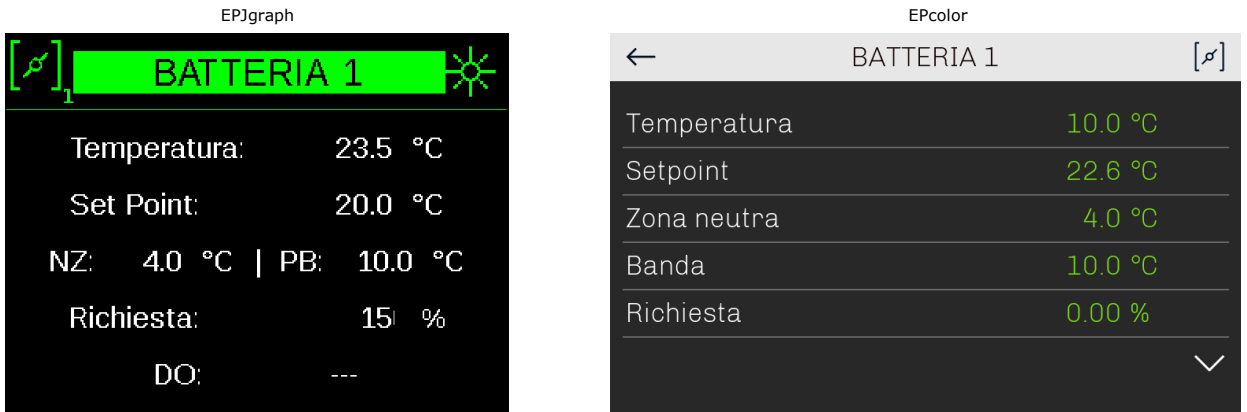 EPJgraph
BATTERIA 1
1
Temperatura: 23.5 °C
Set Point: 20.0 °C
NZ: 4.0 °C | PB: 10.0 °C
Richiesta: 15 %
DO: ---
EPcolor
BATTERIA 1
Temperatura 10.0 °C
Setpoint 22.6 °C
Zona neutra 4.0 °C
Banda 10.0 °C
Richiesta 0.00 %